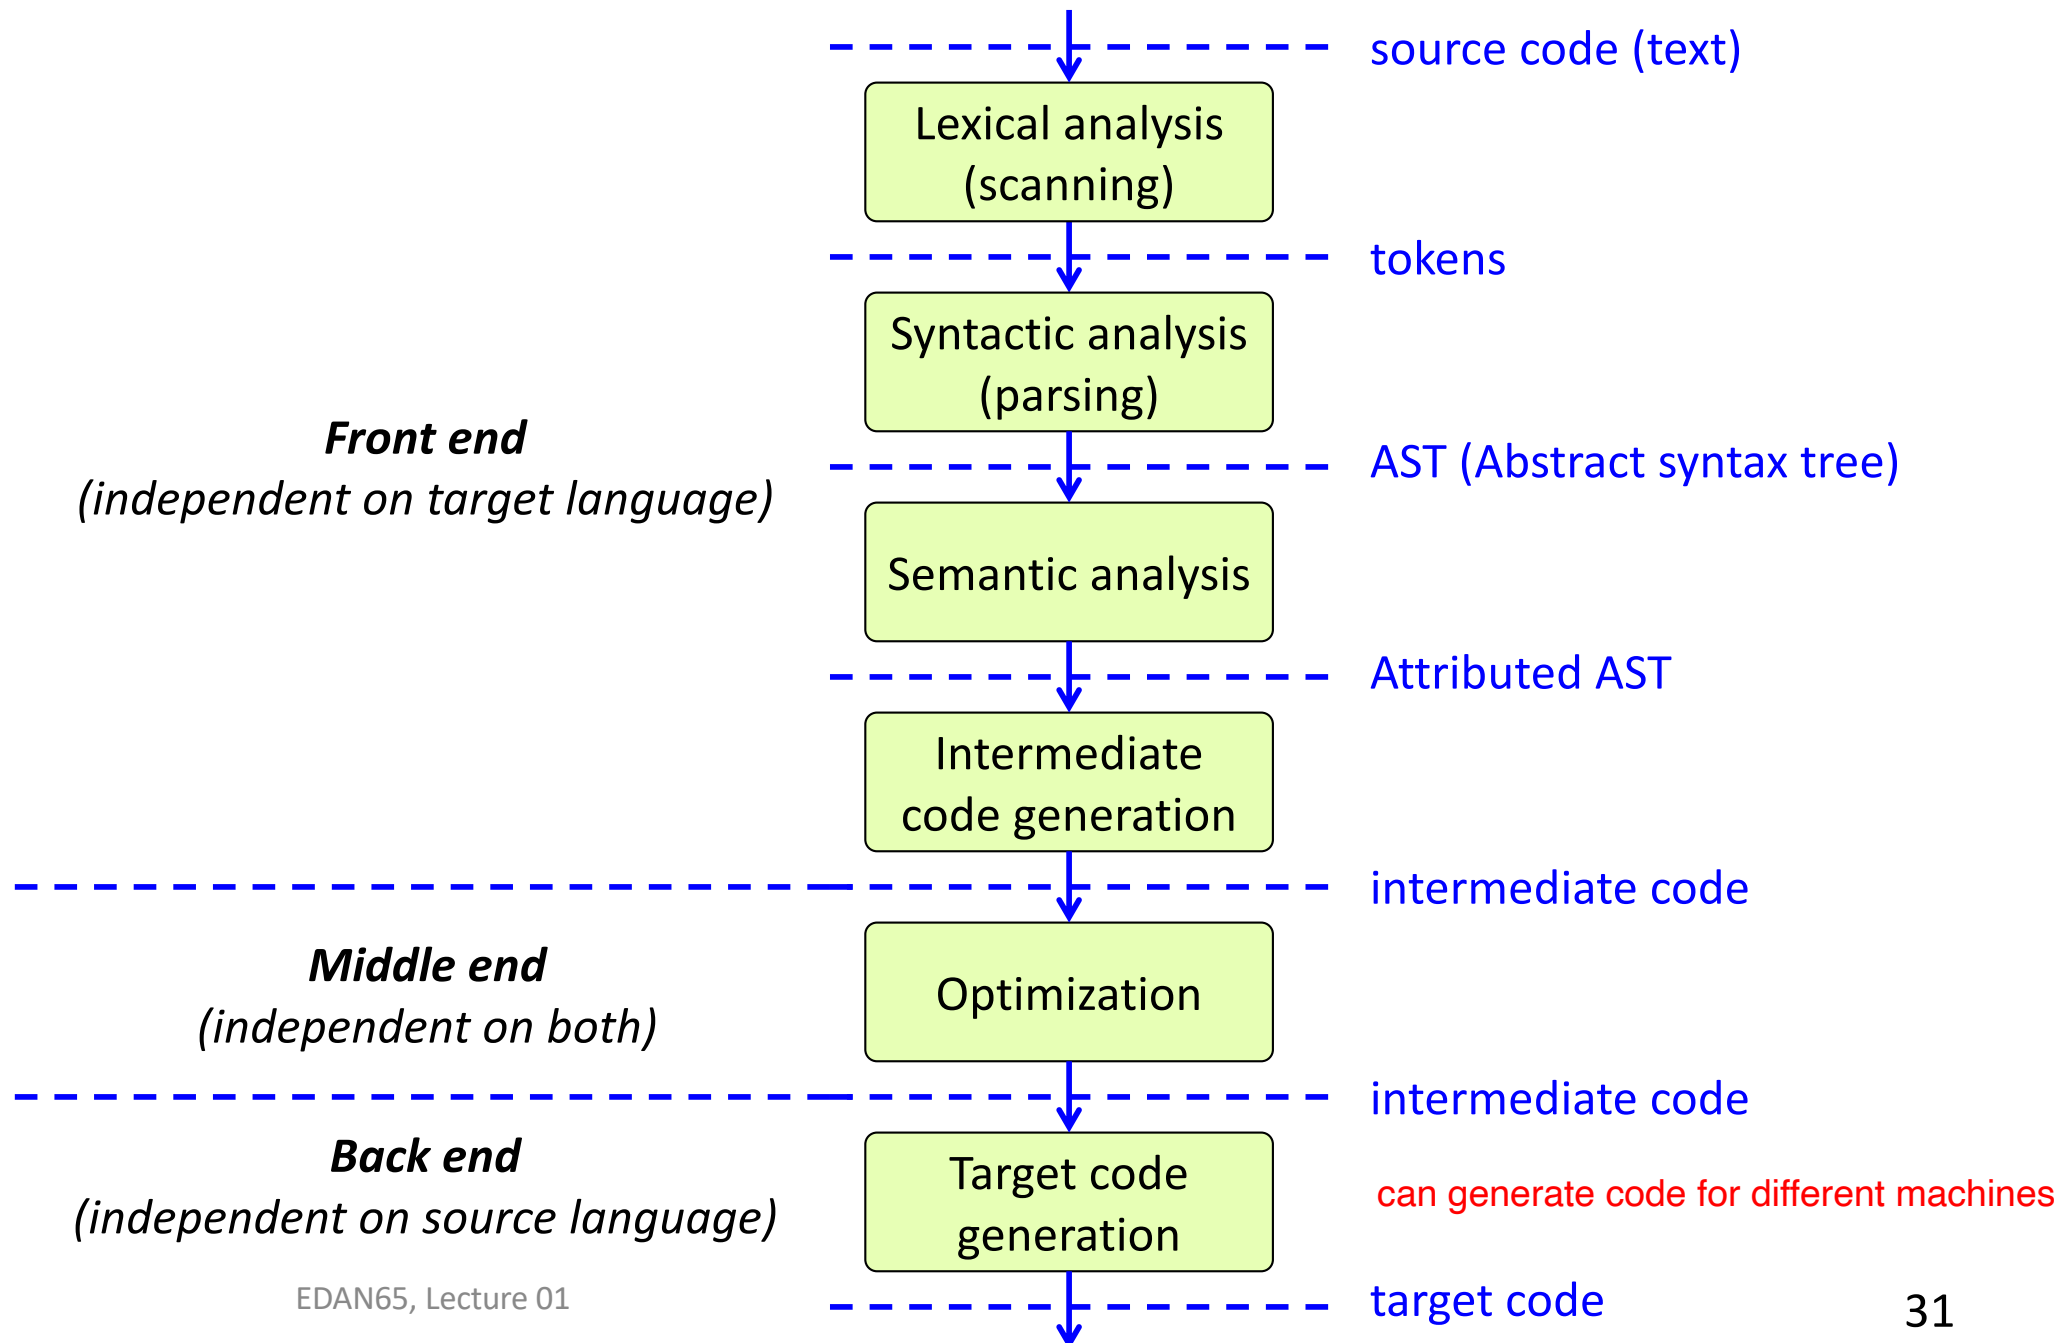 source code (text)
Lexical analysis
(scanning)
tokens
Syntactic analysis
(parsing)
Front end
(independent on target language)
AST (Abstract syntax tree)
Semantic analysis
Attributed AST
Intermediate
code generation
intermediate code
Middle end
(independent on both)
Optimization
intermediate code
Back end
(independent on source language)
Target code
generation
can generate code for different machines
EDAN65, Lecture 01
target code
31